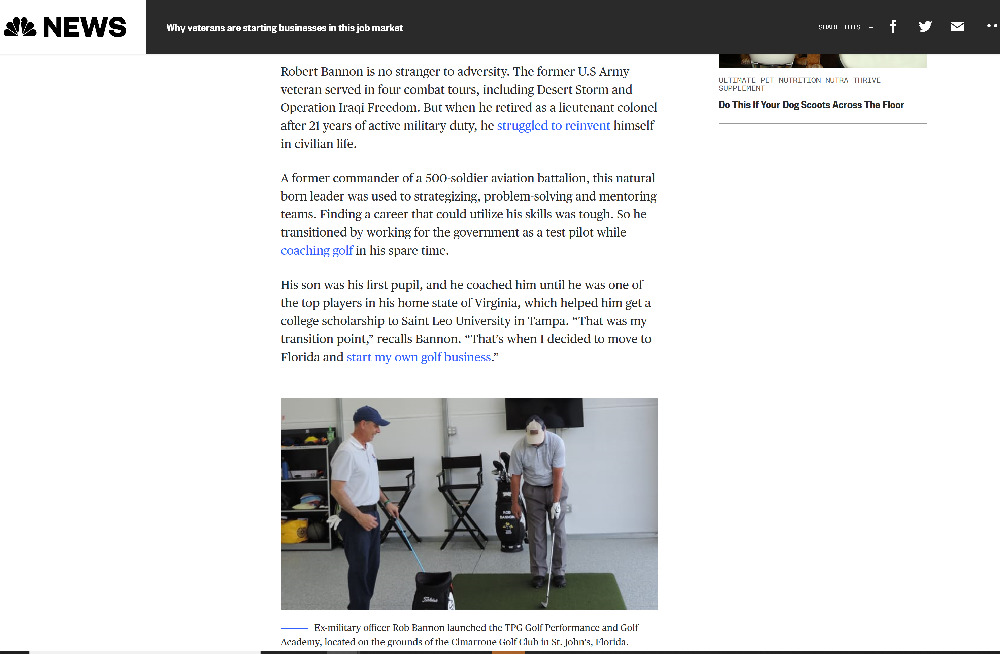 NEWS
Why veterans are starting businesses in this job market
SHARE THIS –
Robert Bannon is no stranger to adversity. The former U.S Army
veteran served in four combat tours, including Desert Storm and
Operation Iraqi Freedom. But when he retired as a lieutenant colonel
after 21 years of active military duty, he struggled to reinvent himself
in civilian life.
A former commander of a 500-soldier aviation battalion, this natural
born leader was used to strategizing, problem-solving and mentoring
teams. Finding a career that could utilize his skills was tough. So he
transitioned by working for the government as a test pilot while
coaching golf in his spare time.
His son was his first pupil, and he coached him until he was one of
the top players in his home state of Virginia, which helped him get a
college scholarship to Saint Leo University in Tampa. “That was my
transition point,” recalls Bannon. “That’s when I decided to move to
Florida and start my own golf business.”
ROB
BANNON
Titleist
Ex-military officer Rob Bannon launched the TPG Golf Performance and Golf
Academy, located on the grounds of the Cimarrone Golf Club in St. John's, Florida.
ULTIMATE PET NUTRITION NUTRA THRIVE
SUPPLEMENT
Do This If Your Dog Scoots Across The Floor